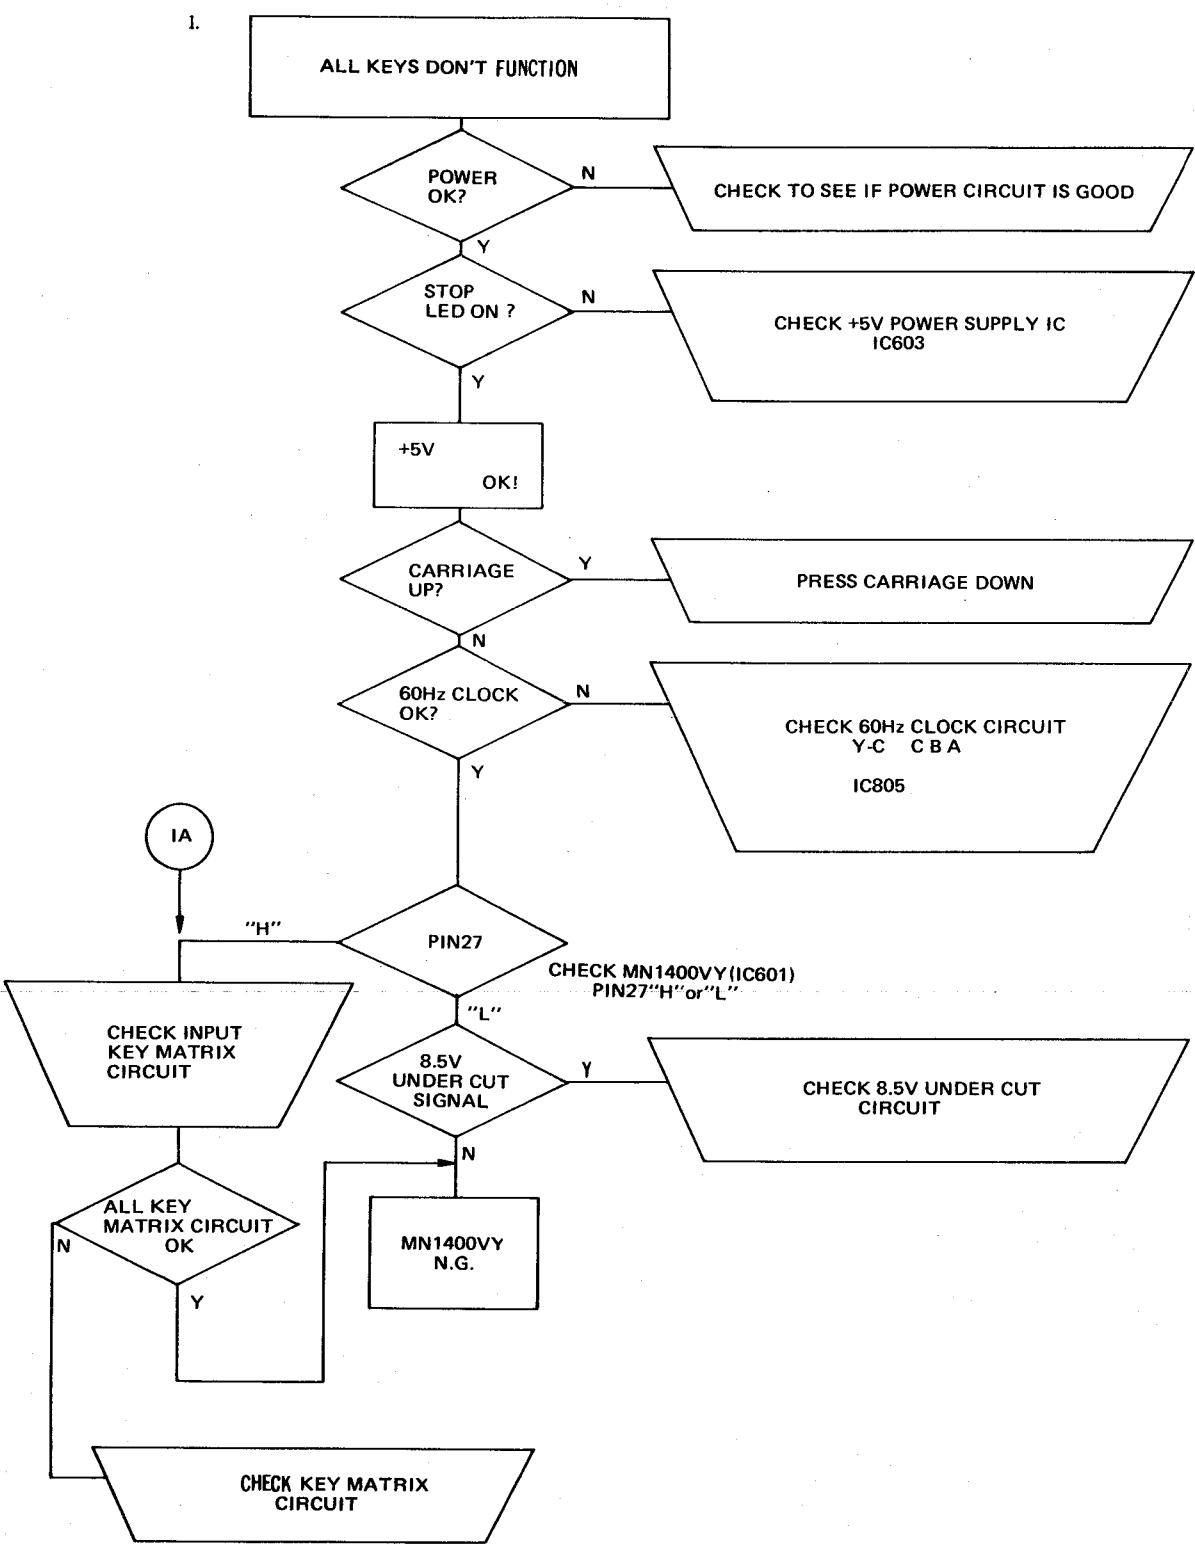 1.
ALL KEYS DON'T FUNCTION
POWER
OK?
N
CHECK TO SEE IF POWER CIRCUIT IS GOOD
Y
STOP
LED ON ?
N
CHECK +5V POWER SUPPLY IC
IC603
Y
+5V
OK!
CARRIAGE
UP?
Y
PRESS CARRIAGE DOWN
N
60Hz CLOCK
OK?
N
CHECK 60Hz CLOCK CIRCUIT
Y-C C B A
IC805
Y
IA
"H"
PIN27
CHECK MN1400VY(IC601)
PIN27"H"or"L"
"L"
CHECK INPUT
KEY MATRIX
CIRCUIT
8.5V
UNDER CUT
SIGNAL
Y
CHECK 8.5V UNDER CUT
CIRCUIT
N
ALL KEY
MATRIX CIRCUIT
OK
N
Y
MN1400VY
N.G.
CHECK KEY MATRIX
CIRCUIT